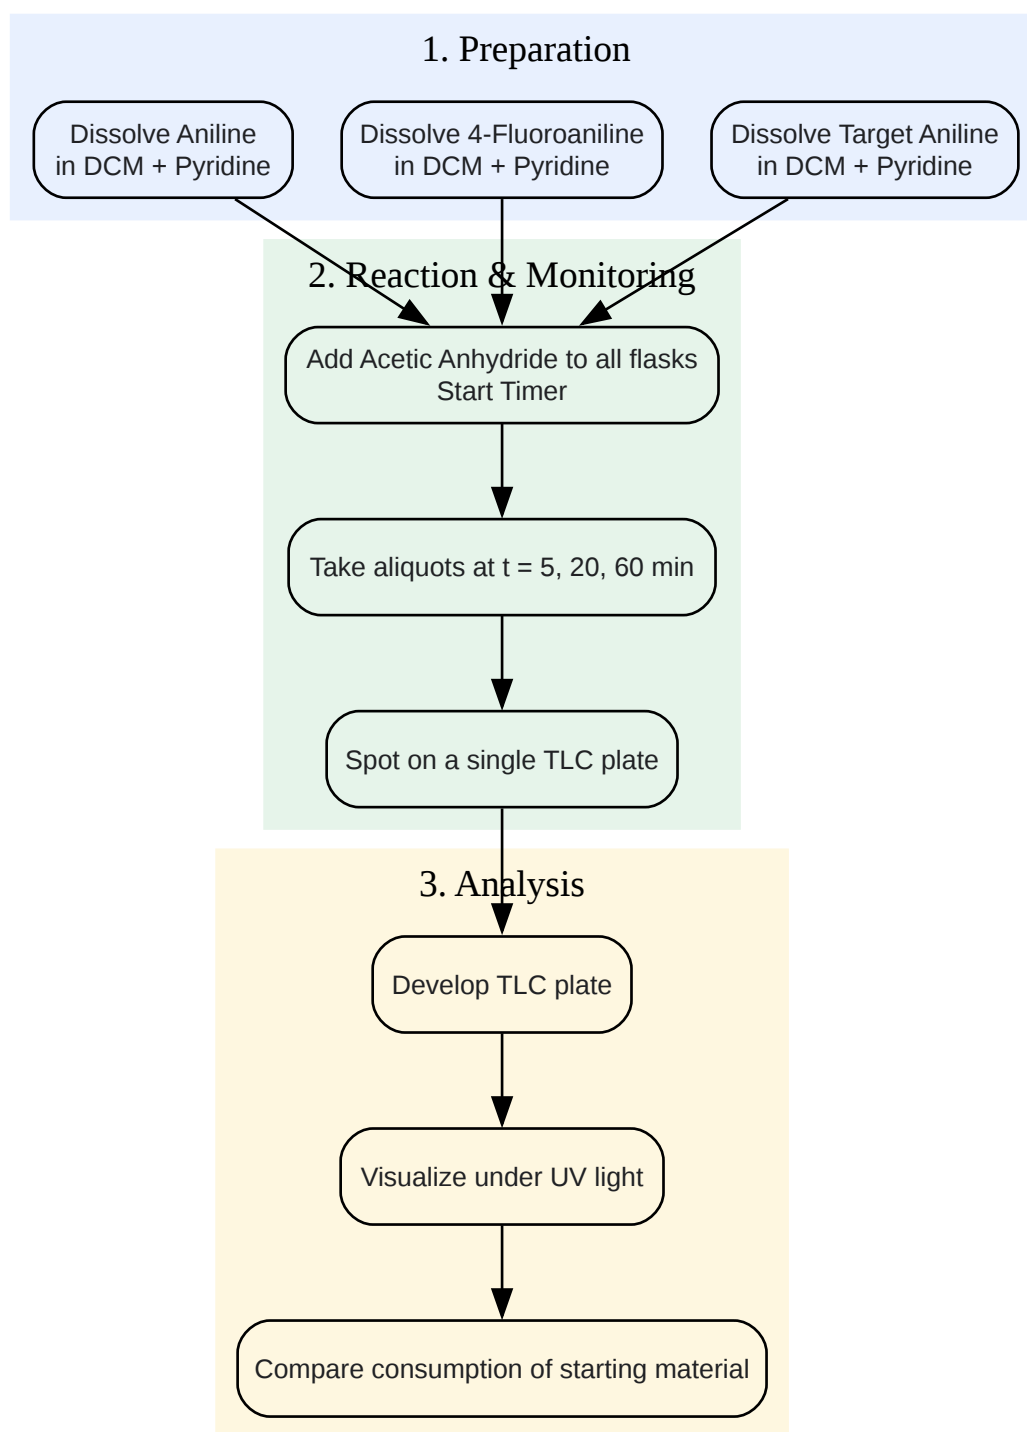 1. Preparation
Dissolve Aniline
in DCM + Pyridine
Dissolve 4-Fluoroaniline
in DCM + Pyridine
Dissolve Target Aniline
in DCM + Pyridine
2. Reaction & Monitoring
Add Acetic Anhydride to all flasks
Start Timer
Take aliquots at t = 5, 20, 60 min
Spot on a single TLC plate
3. Analysis
Develop TLC plate
Visualize under UV light
Compare consumption of starting material